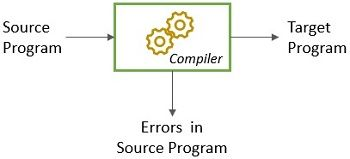 Source
Program
Compiler
Target
Program
Errors in
Source Program